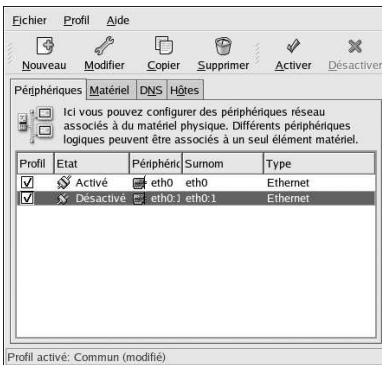 Fichier Profil Aide
Nouveau Modifier Copier Supprimer Activer Désactiver
Périphériques Matériel DNS Hôtes
Ici vous pouvez configurer des périphériques réseau
associés à du matériel physique. Différents périphériques
logiques peuvent être associés à un seul élément matériel.
Profil Etat Périphéric Surnom Type
Activé eth0 eth0 Ethernet
Désactivé eth0:1 eth0:1 Ethernet
Profil activé: Commun (modifié)